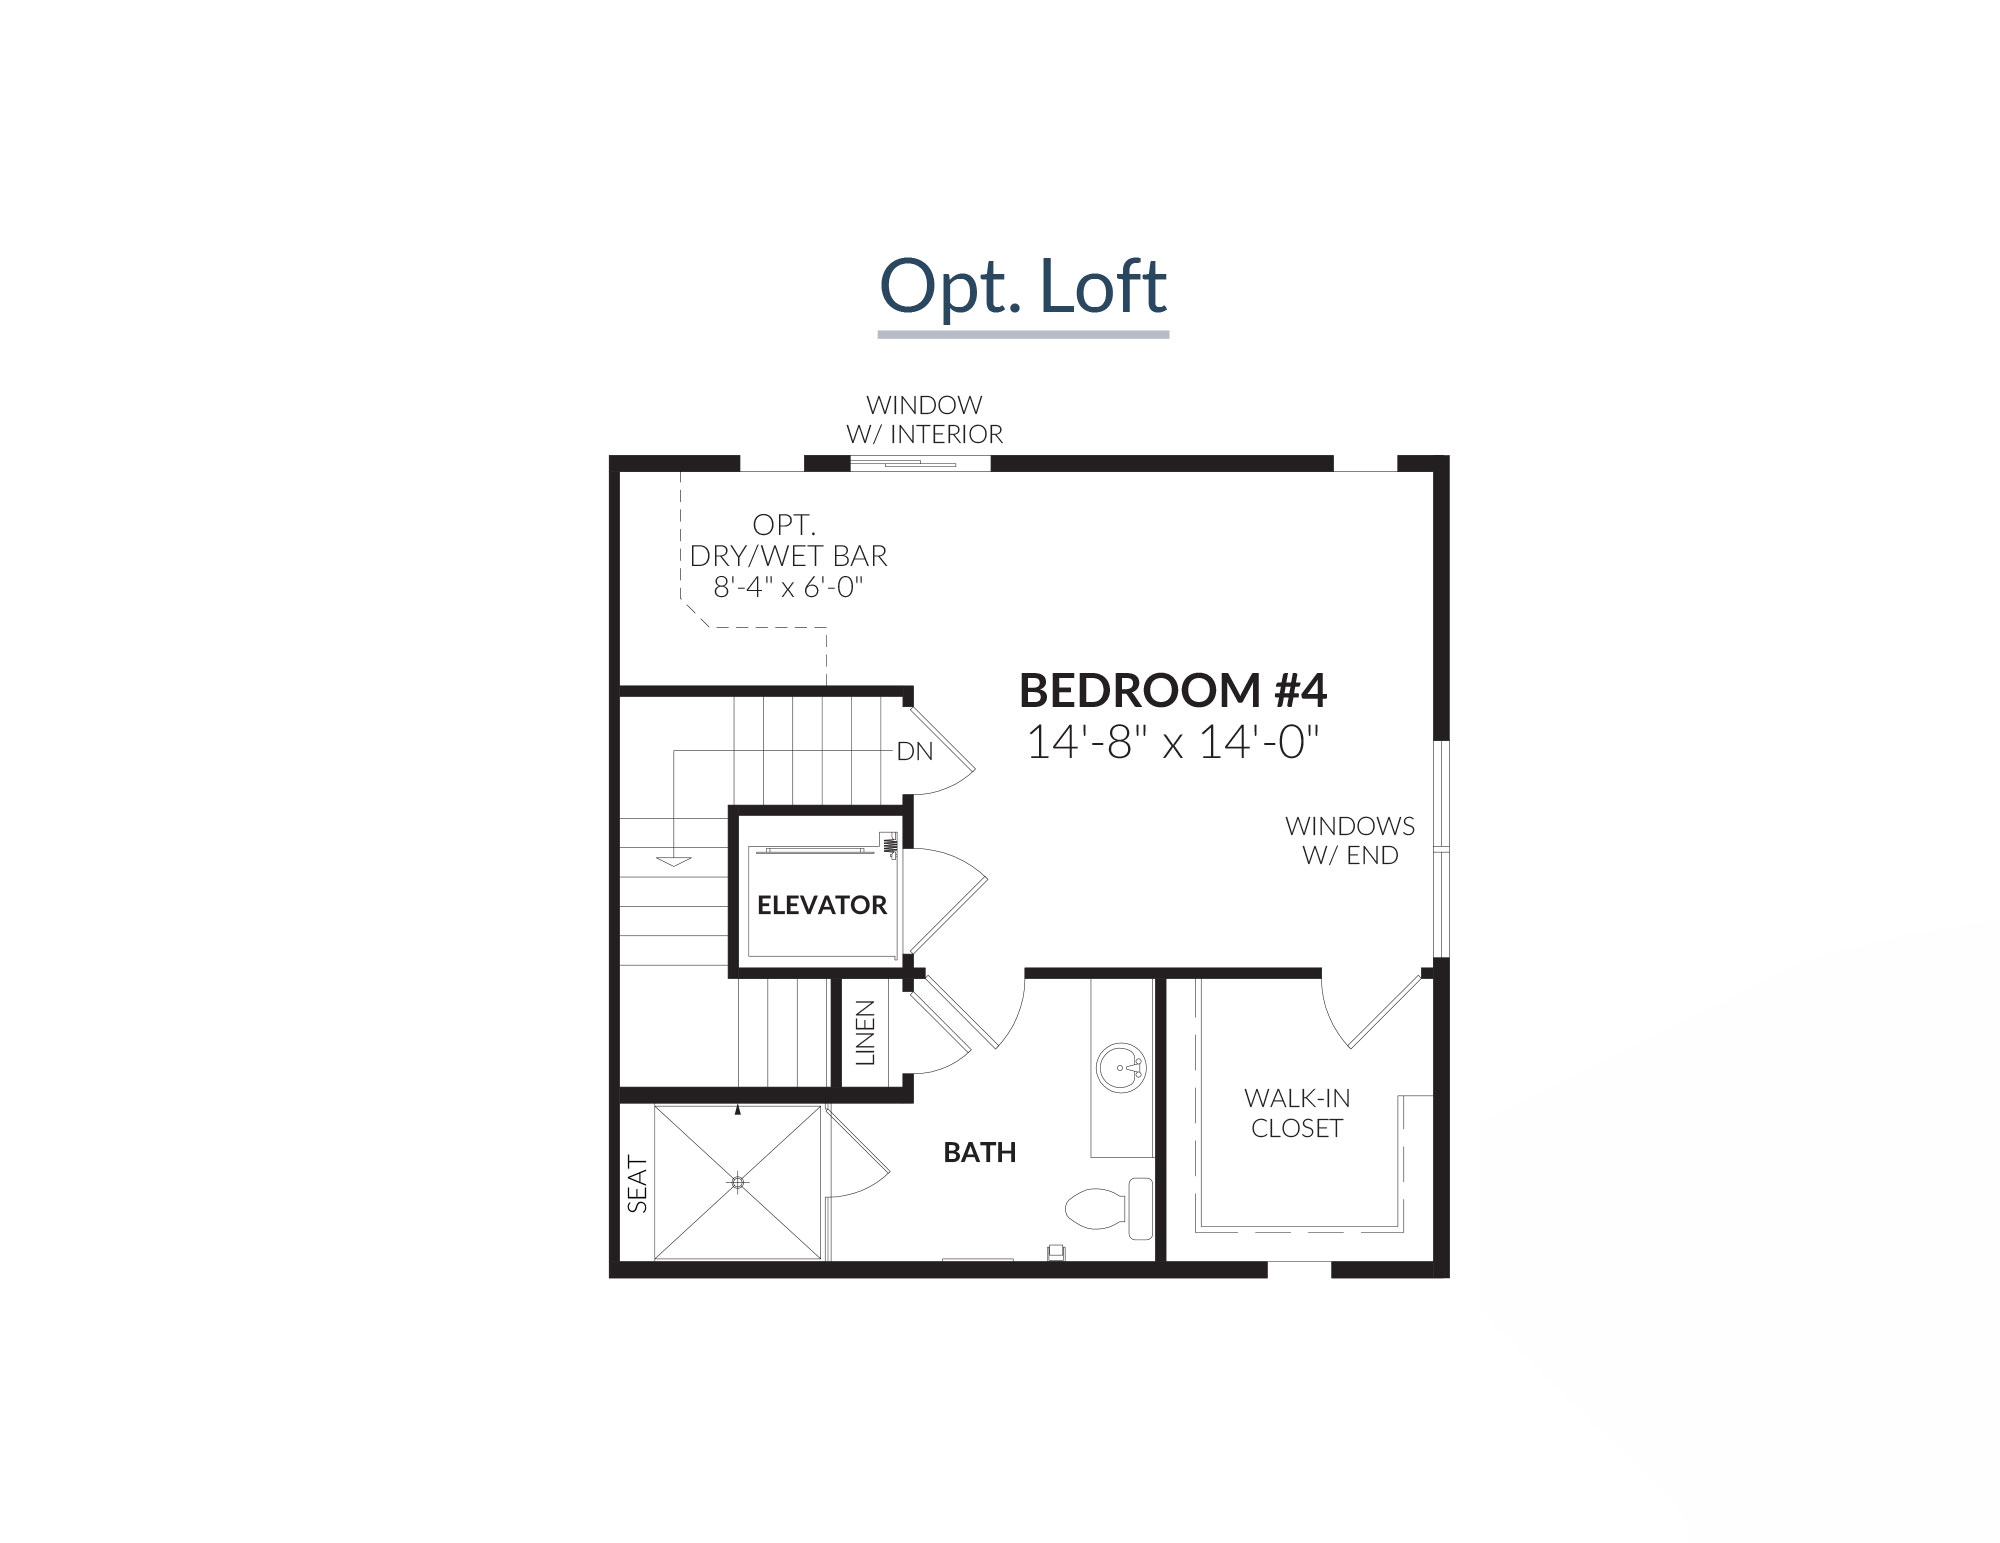 Opt. Loft
WINDOW
W/ INTERIOR
OPT.
DRY/WET BAR
8'-4" x 6'-0"
BEDROOM #4
14'-8" x 14'-0"
DN
WINDOWS
W/ END
ELEVATOR
LINEN
WALK-IN
CLOSET
BATH
SEAT